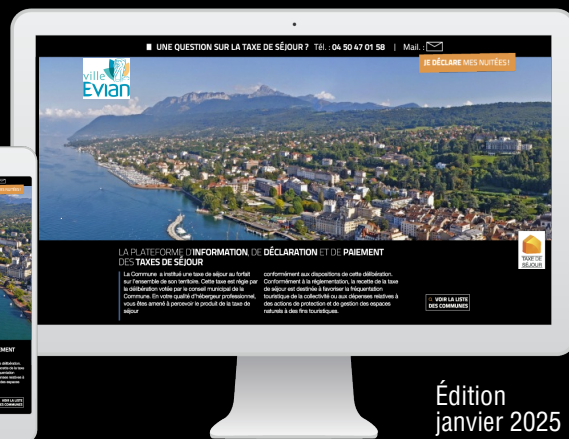 ■ UNE QUESTION SUR LA TAXE DE SÉJOUR ? Tél. : 04 50 47 01 58 | Mail. :
JE DÉCLARE MES NUITÉES !
ville
EVIAN
LA PLATEFORME D'INFORMATION, DE DÉCLARATION ET DE PAIEMENT
DES TAXES DE SÉJOUR
La Commune a institué une taxe de séjour au forfait
sur l'ensemble de son territoire. Cette taxe est régie par
la délibération votée par le conseil municipal de la
Commune. En votre qualité d'hébergeur professionnel,
vous êtes amené à percevoir le produit de la taxe de
séjour
conformément aux dispositions de cette délibération.
Conformément à la réglementation, la recette de la taxe
de séjour est destinée à favoriser la fréquentation
touristique de la collectivité ou aux dépenses relatives à
des actions de protection et de gestion des espaces
naturels à des fins touristiques.
TAXE DE
SÉJOUR
VOIR LA LISTE
DES COMMUNES
EMENT
VOIR LA LISTE
DES COMMUNES
Édition
janvier 2025